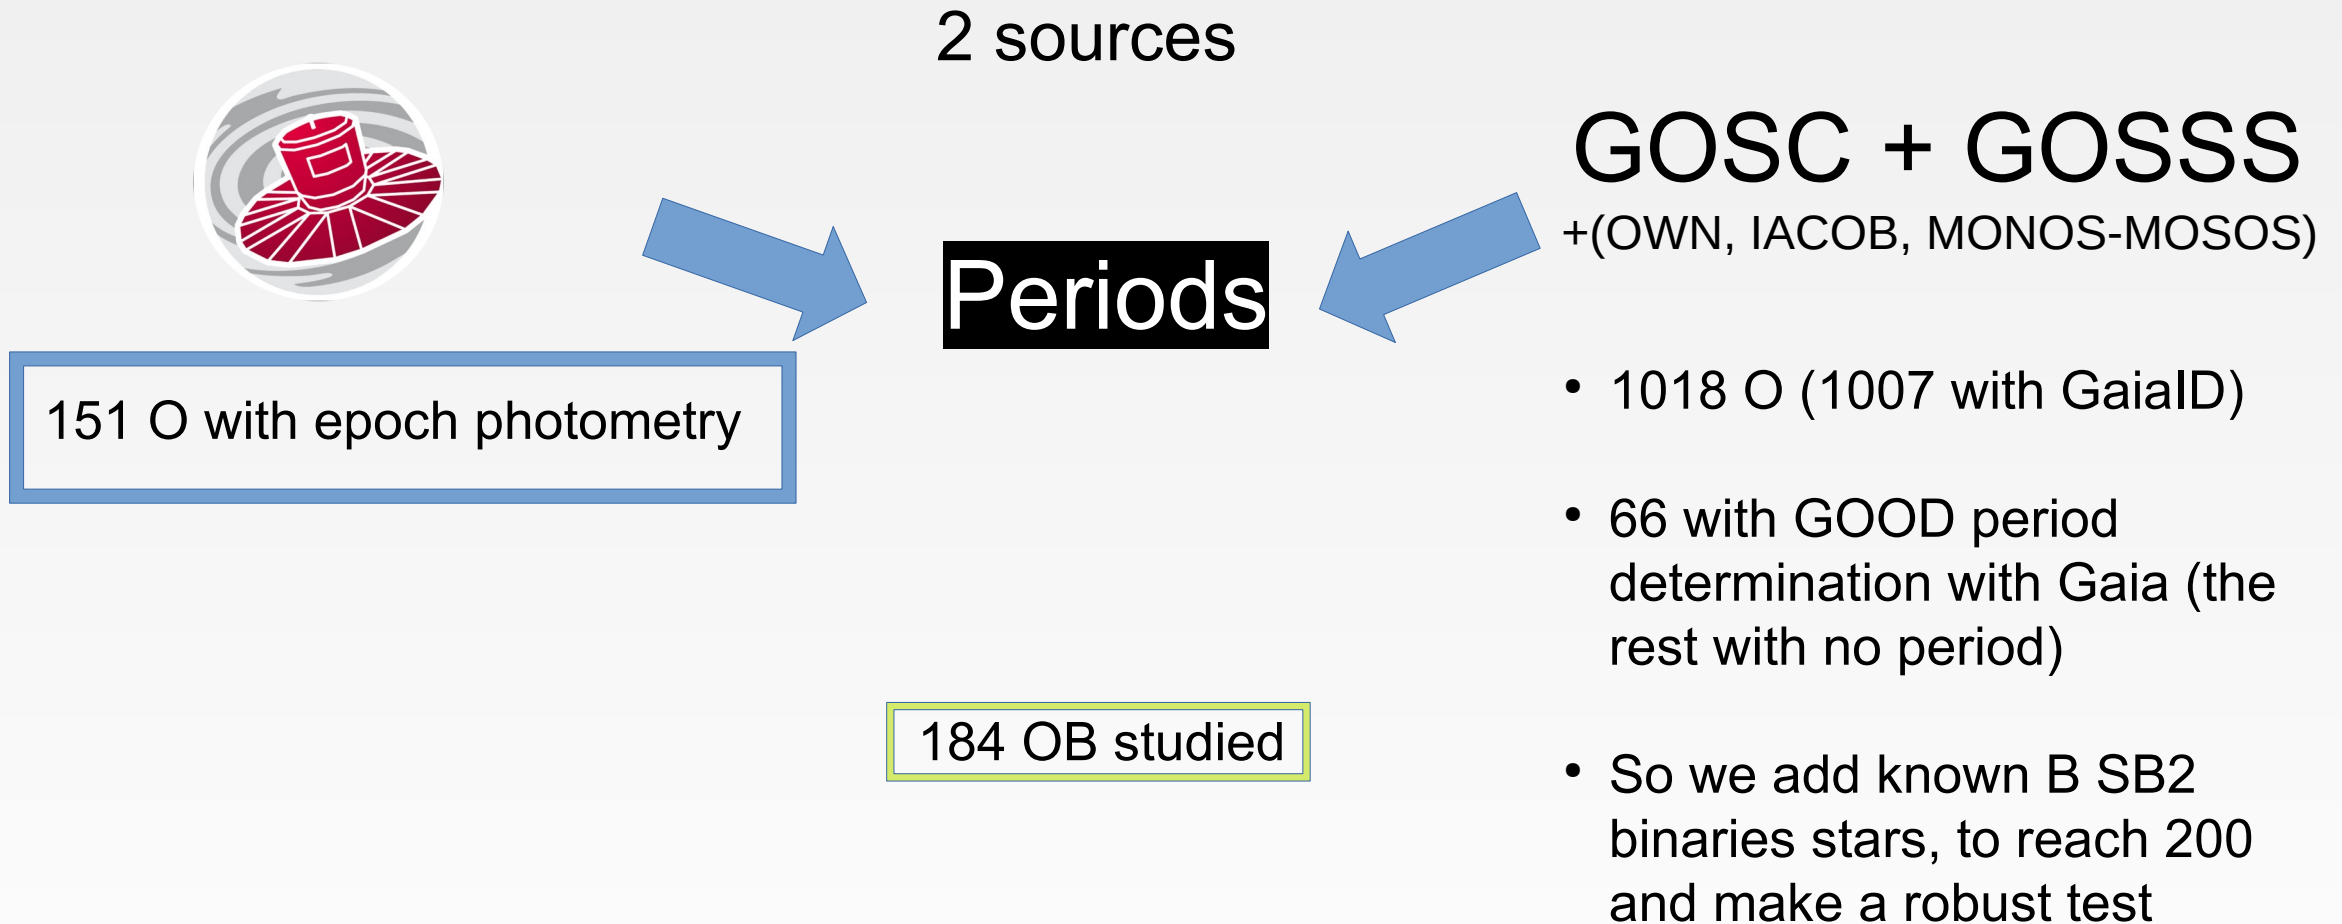 2 sources
GOSC + GOSSS
+(OWN, IACOB, MONOS-MOSOS)
Periods
151 O with epoch photometry
• 1018 O (1007 with GaiaID)
• 66 with GOOD period
determination with Gaia (the
rest with no period)
184 OB studied
• So we add known B SB2
binaries stars, to reach 200
and make a robust test